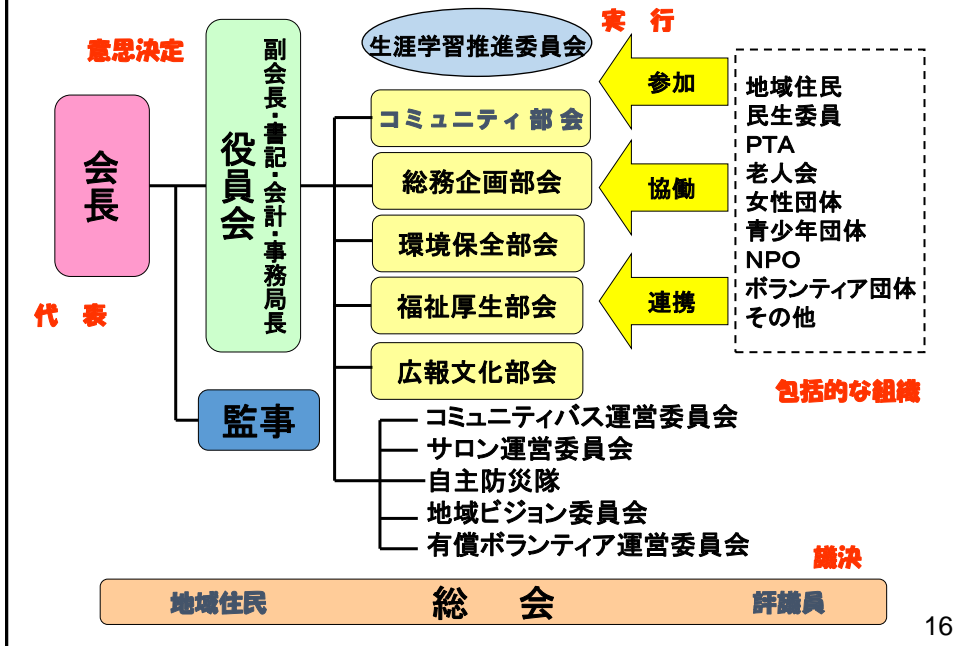 意思決定
会長
代 表
役員会
副会長・書記・会計・事務局長
監事
生涯学習推進委員会
コミュニティ部会
総務企画部会
環境保全部会
福祉厚生部会
広報文化部会
コミュニティバス運営委員会
サロン運営委員会
自主防災隊
地域ビジョン委員会
有償ボランティア運営委員会
実 行
参加
協働
連携
地域住民
民生委員
PTA
老人会
女性団体
青少年団体
NPO
ボランティア団体
その他
包括的な組織
議決
地域住民 総 会 評議員
16